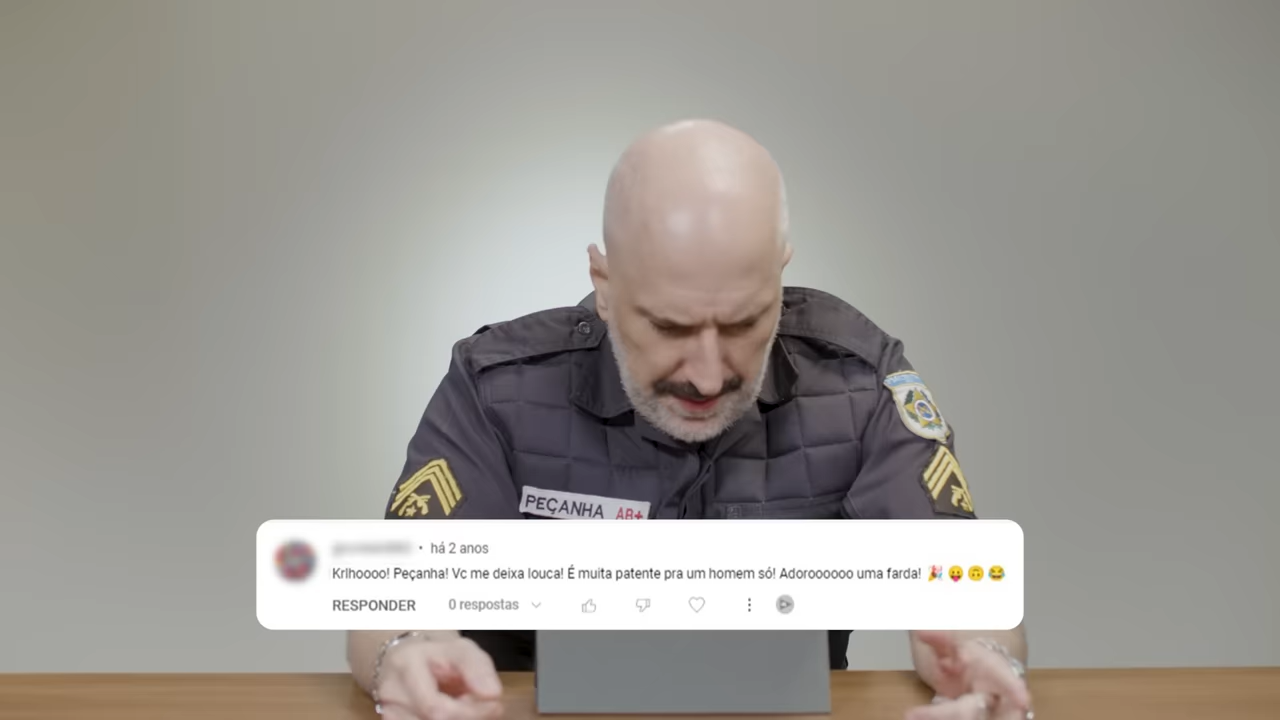 PEÇANHA AB+
há 2 anos
Krlhoooo! Peçanha! Vc me deixa louca! É muita patente pra um homem só! Adoroooooo uma farda! 🎉 😛 🙃 😂
RESPONDER 0 respostas